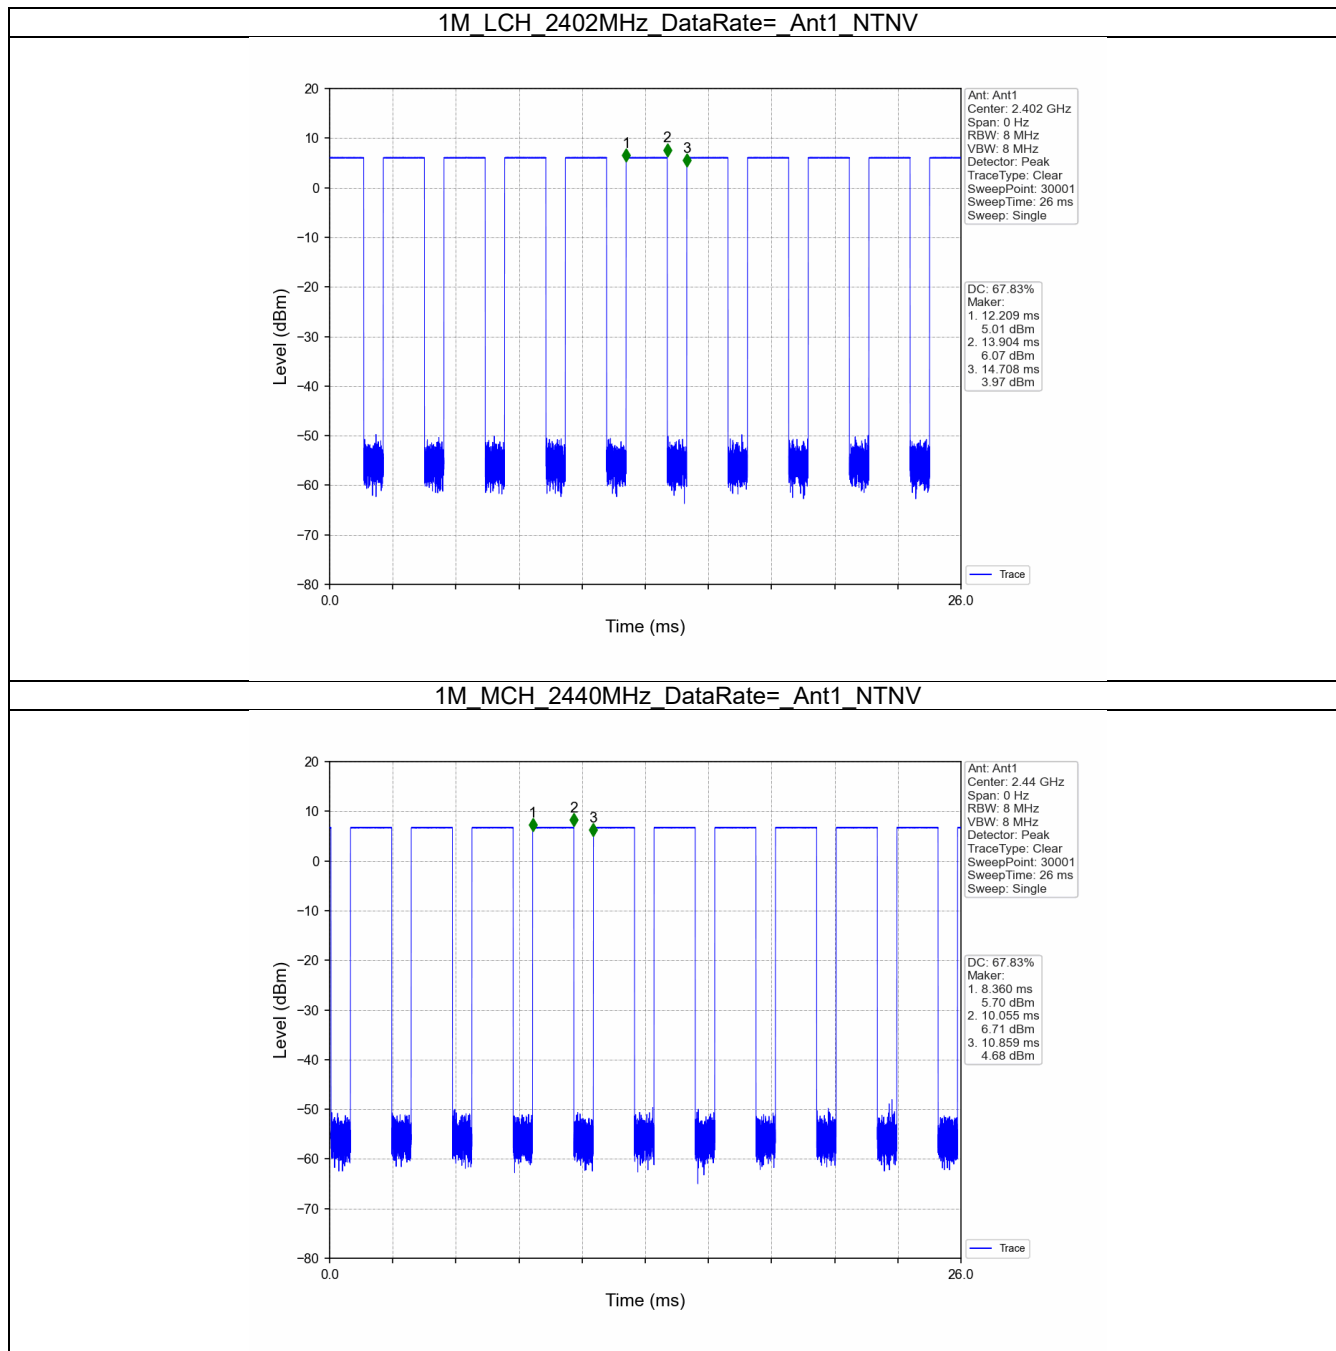 1M_LCH_2402MHz_DataRate=_Ant1_NTNV
20
10
0
−10
−20
−30
−40
−50
−60
−70
−80
Level (dBm)
1
2
3
0.0
26.0
Time (ms)
Ant: Ant1
Center: 2.402 GHz
Span: 0 Hz
RBW: 8 MHz
VBW: 8 MHz
Detector: Peak
TraceType: Clear
SweepPoint: 30001
SweepTime: 26 ms
Sweep: Single
DC: 67.83%
Maker:
1. 12.209 ms
5.01 dBm
2. 13.904 ms
6.07 dBm
3. 14.708 ms
3.97 dBm
Trace
1M_MCH_2440MHz_DataRate=_Ant1_NTNV
20
10
0
−10
−20
−30
−40
−50
−60
−70
−80
Level (dBm)
1
2
3
0.0
26.0
Time (ms)
Ant: Ant1
Center: 2.44 GHz
Span: 0 Hz
RBW: 8 MHz
VBW: 8 MHz
Detector: Peak
TraceType: Clear
SweepPoint: 30001
SweepTime: 26 ms
Sweep: Single
DC: 67.83%
Maker:
1. 8.360 ms
5.70 dBm
2. 10.055 ms
6.71 dBm
3. 10.859 ms
4.68 dBm
Trace